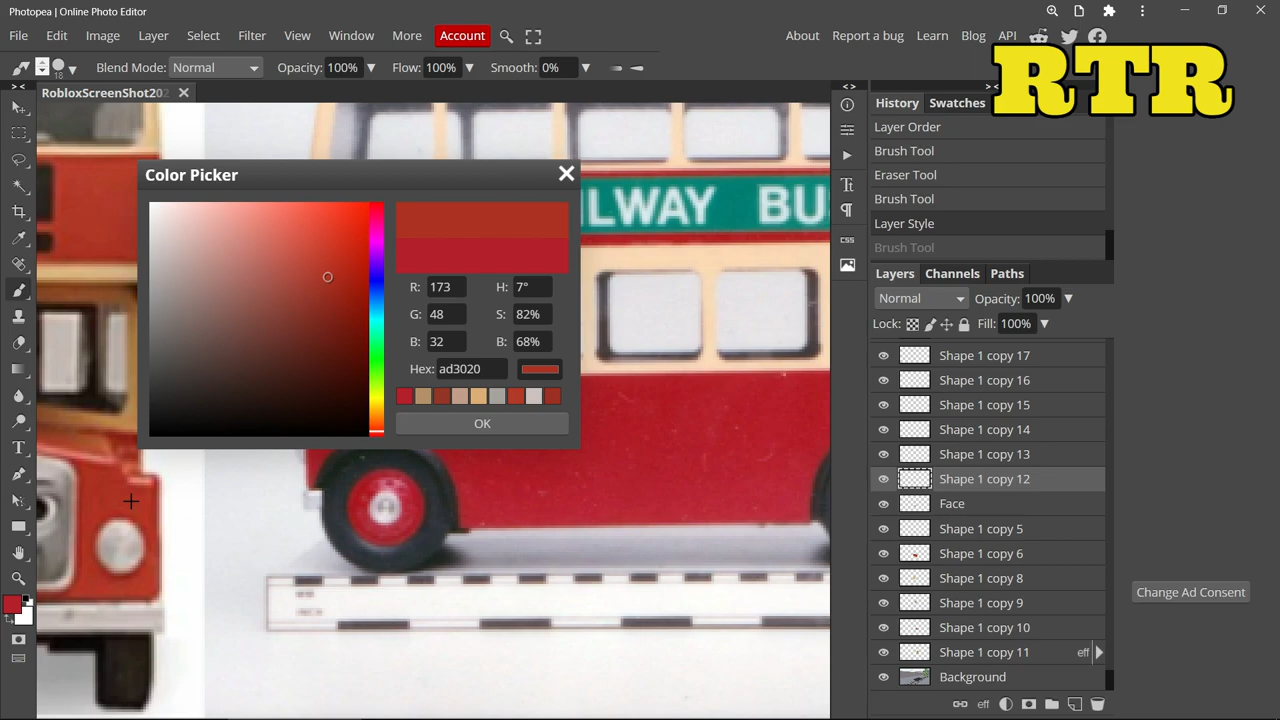 Photopea | Online Photo Editor
File Edit Image Layer Select Filter View Window More Account About Report a bug Learn Blog API
RTR
Blend Mode: Normal Opacity: 100% Flow: 100% Smooth: 0%
RobloxScreenShot202
History Swatches
Layer Order
Brush Tool
Eraser Tool
Brush Tool
Layer Style
Brush Tool
Color Picker
R: 173 H: 7°
G: 48 S: 82%
B: 32 B: 68%
Hex: ad3020
OK
LWAY BU
CSS
Layers Channels Paths
Normal Opacity: 100%
Lock: Fill: 100%
Shape 1 copy 17
Shape 1 copy 16
Shape 1 copy 15
Shape 1 copy 14
Shape 1 copy 13
Shape 1 copy 12
Face
Shape 1 copy 5
Shape 1 copy 6
Shape 1 copy 8
Shape 1 copy 9
Shape 1 copy 10
Shape 1 copy 11 eff
Background
eff
Change Ad Consent
18